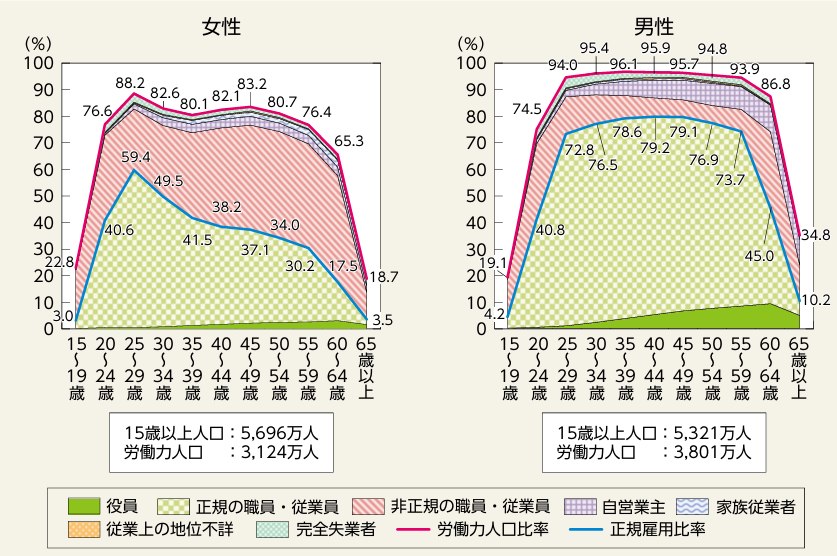 女性
(%)
100
90
80
70
60
50
40
30
20
10
0
22.8
76.6
88.2
82.6
80.1
82.1
83.2
80.7
76.4
65.3
18.7
3.0
40.6
59.4
49.5
41.5
38.2
37.1
34.0
30.2
17.5
3.5
15〜19歳
20〜24歳
25〜29歳
30〜34歳
35〜39歳
40〜44歳
45〜49歳
50〜54歳
55〜59歳
60〜64歳
65歳以上
15歳以上人口：5,696万人
労働力人口　：3,124万人
男性
(%)
100
90
80
70
60
50
40
30
20
10
0
19.1
74.5
94.0
95.4
96.1
95.9
95.7
94.8
93.9
86.8
34.8
4.2
40.8
72.8
76.5
78.6
79.2
79.1
76.9
73.7
45.0
10.2
15〜19歳
20〜24歳
25〜29歳
30〜34歳
35〜39歳
40〜44歳
45〜49歳
50〜54歳
55〜59歳
60〜64歳
65歳以上
15歳以上人口：5,321万人
労働力人口　：3,801万人
役員 正規の職員・従業員 非正規の職員・従業員 自営業主 家族従業者
従業上の地位不詳 完全失業者 労働力人口比率 正規雇用比率